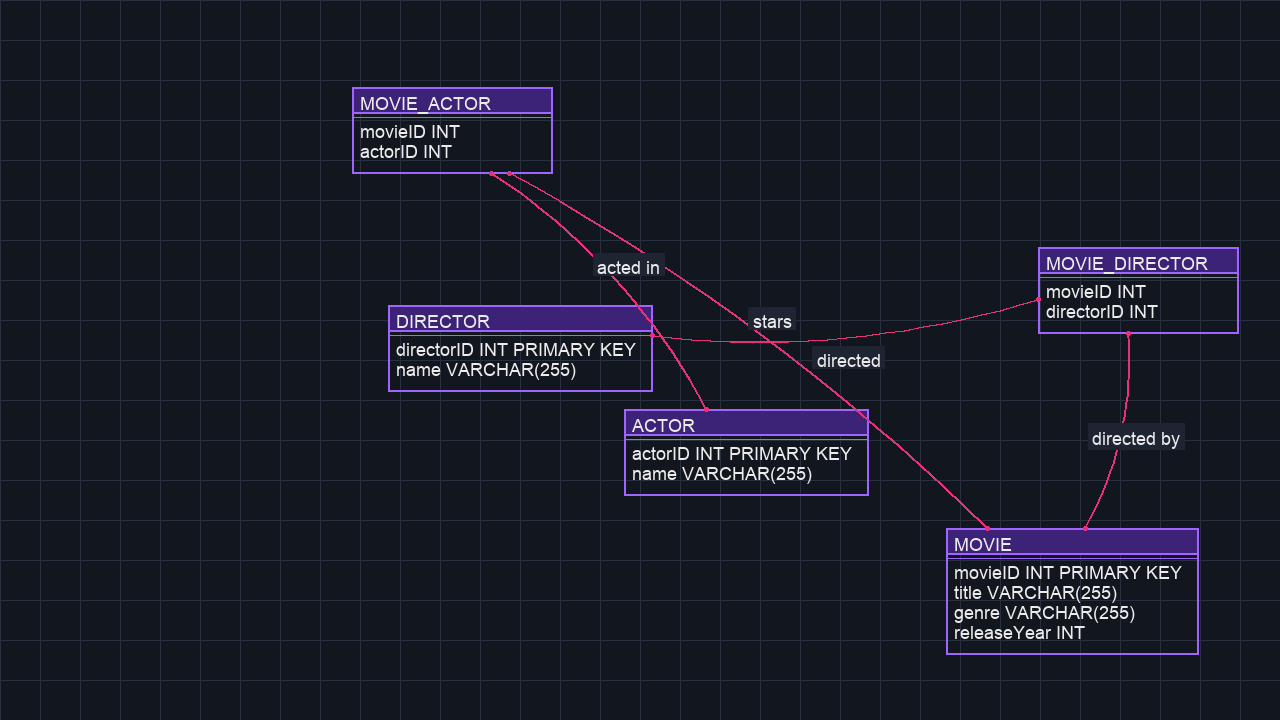 MOVIE_ACTOR
movieID INT
actorID INT
acted in
MOVIE_DIRECTOR
movieID INT
directorID INT
DIRECTOR
directorID INT PRIMARY KEY
name VARCHAR(255)
stars
directed
ACTOR
actorID INT PRIMARY KEY
name VARCHAR(255)
directed by
MOVIE
movieID INT PRIMARY KEY
title VARCHAR(255)
genre VARCHAR(255)
releaseYear INT